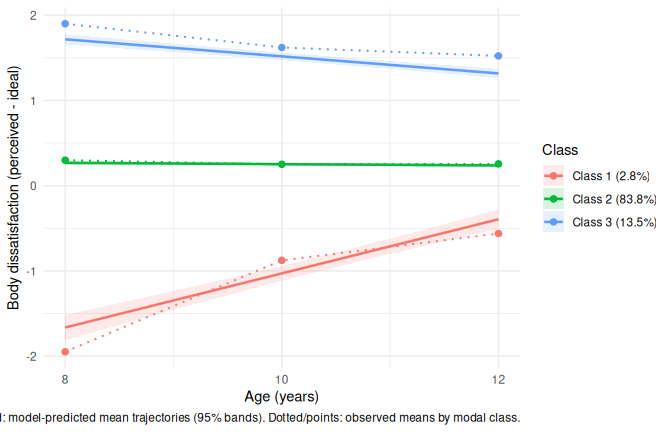 Body dissatisfaction (perceived - ideal)
2
1
0
-1
-2
8
10
12
Age (years)
Class
Class 1 (2.8%)
Class 2 (83.8%)
Class 3 (13.5%)
: model-predicted mean trajectories (95% bands). Dotted/points: observed means by modal class.